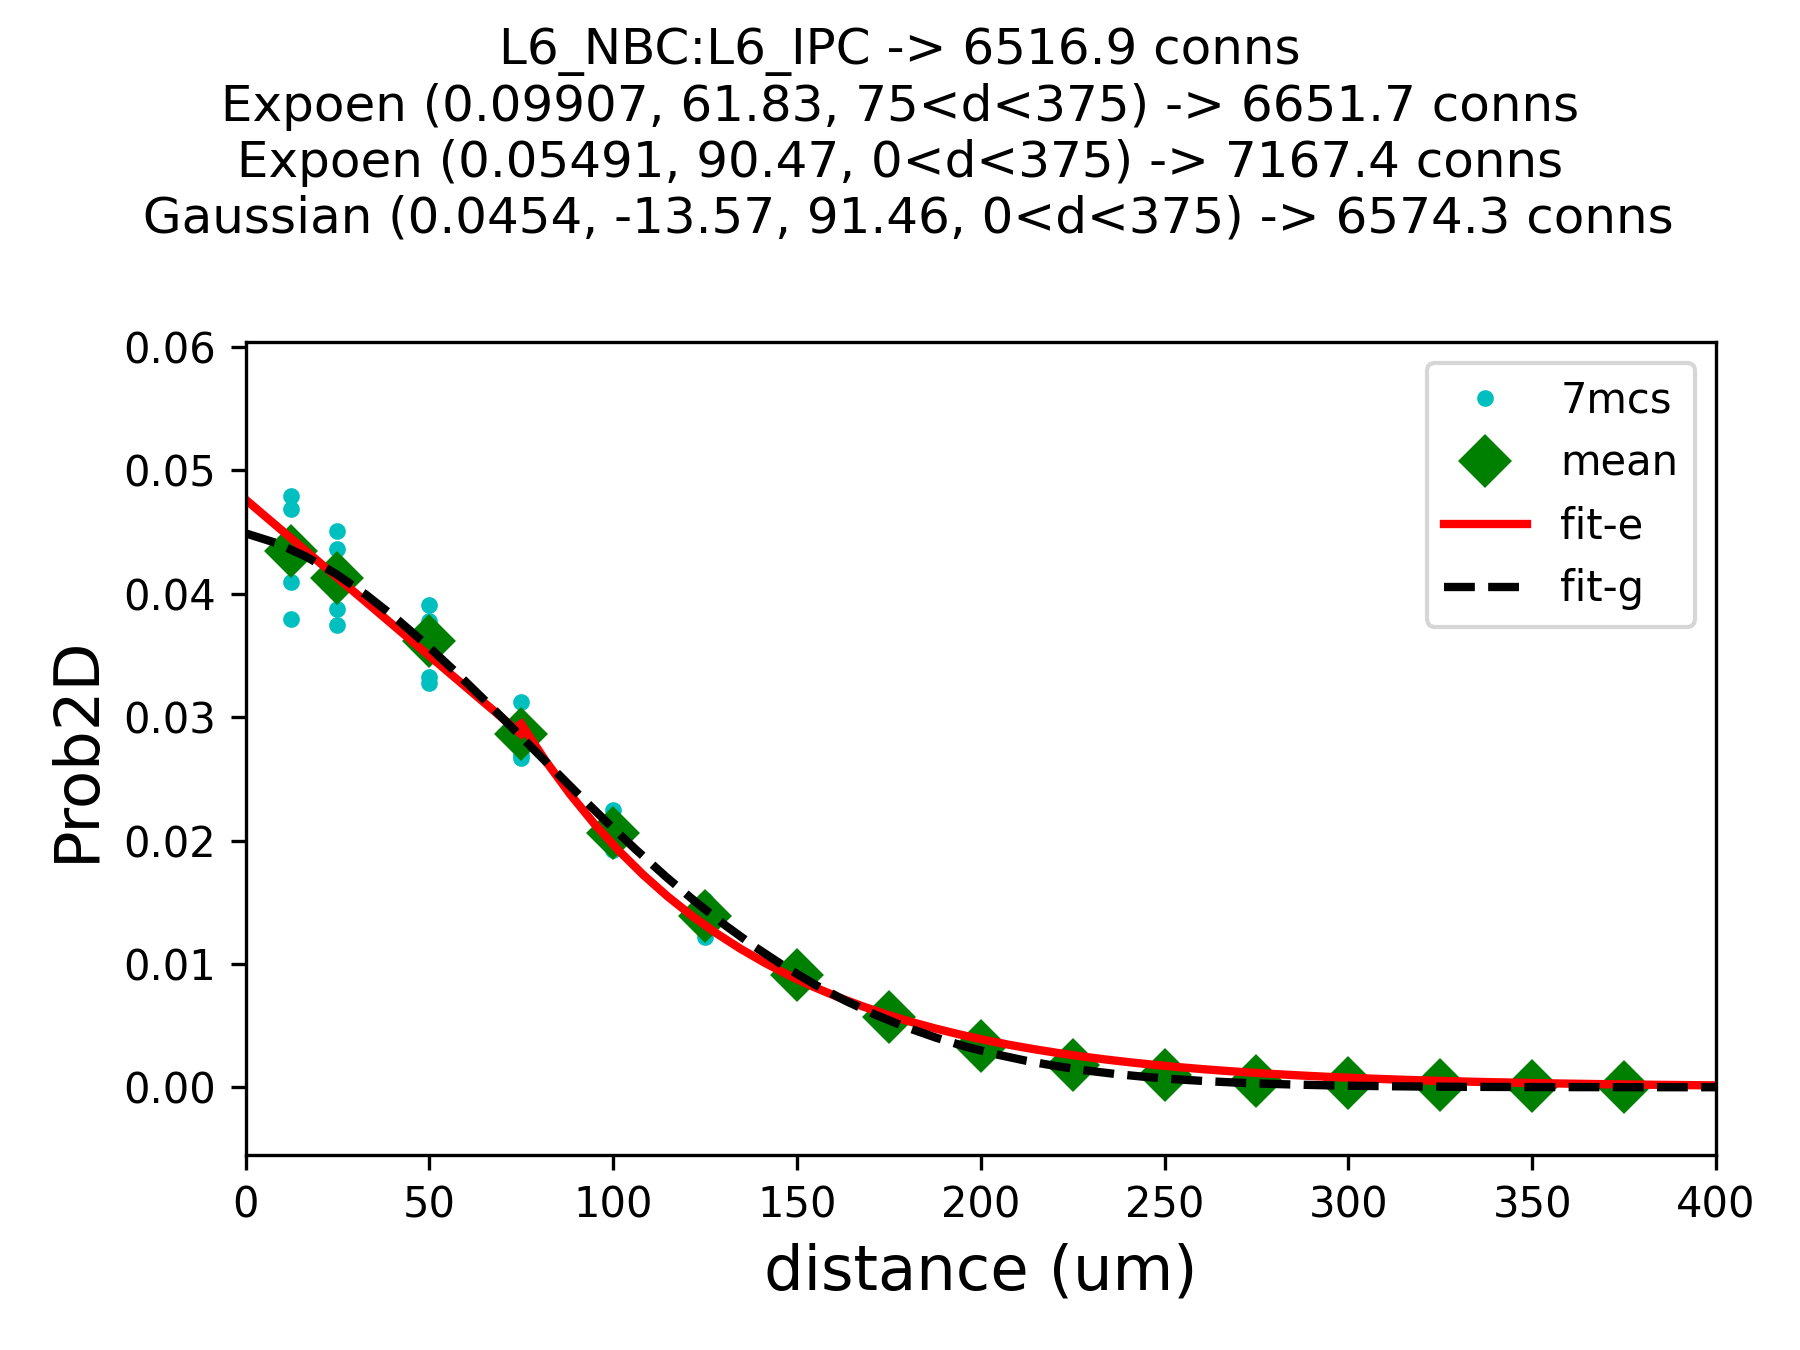 L6_NBC:L6_IPC -> 6516.9 conns
Expoen (0.09907, 61.83, 75<d<375) -> 6651.7 conns
Expoen (0.05491, 90.47, 0<d<375) -> 7167.4 conns
Gaussian (0.0454, -13.57, 91.46, 0<d<375) -> 6574.3 conns
0.06
0.05
0.04
0.03
0.02
0.01
0.00
Prob2D
7mcs
mean
fit-e
fit-g
0 50 100 150 200 250 300 350 400
distance (um)